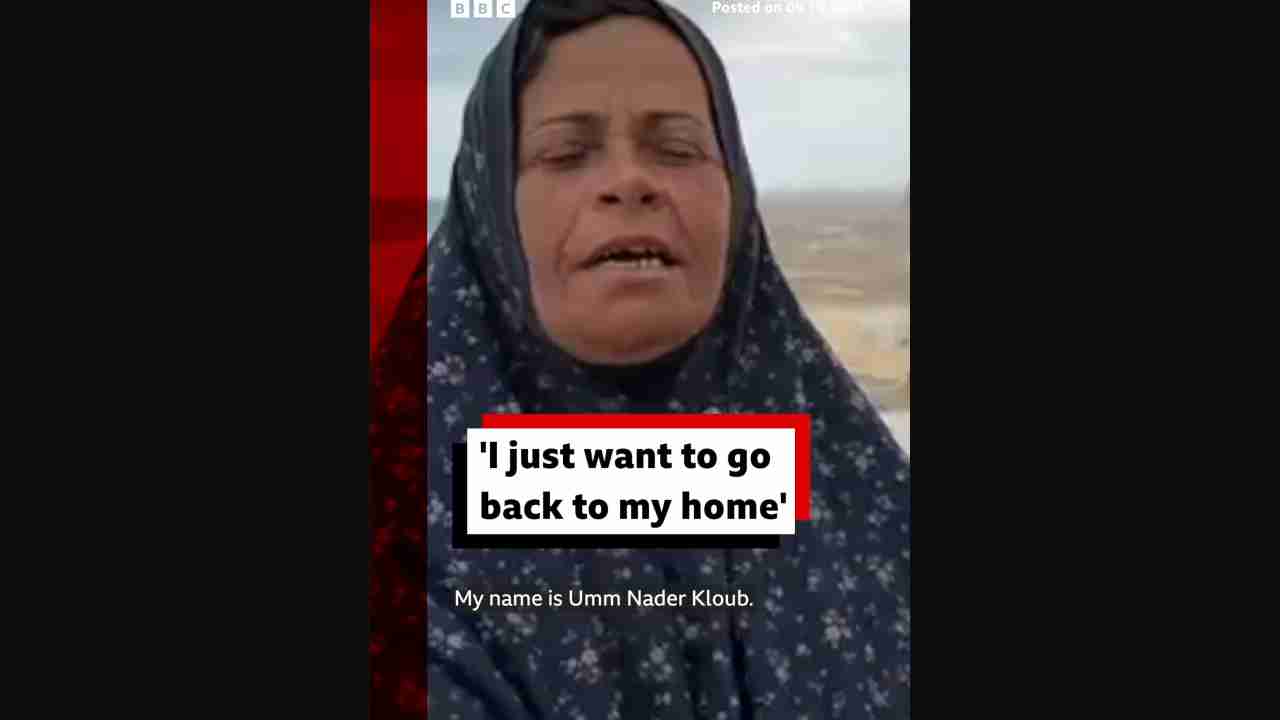 BBC
Posted on
'I just want to go
back to my home'
My name is Umm Nader Kloub.